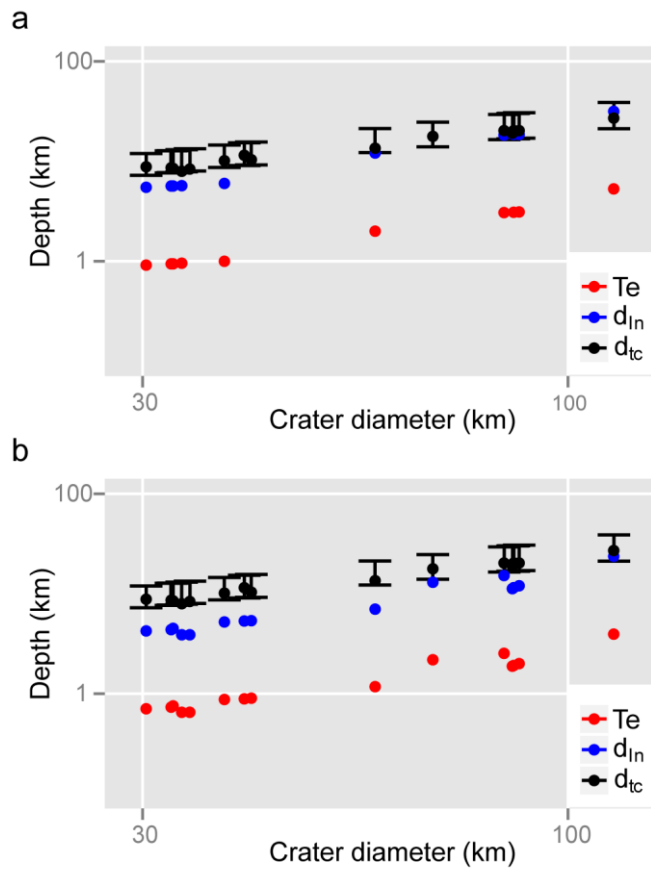 a
100
1
Depth (km)
Te
dIn
dtc
30
100
Crater diameter (km)
b
100
1
Depth (km)
Te
dIn
dtc
30
100
Crater diameter (km)